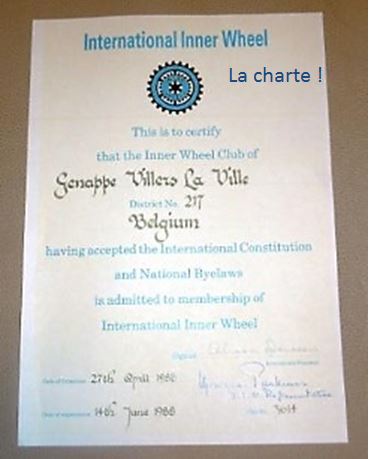 International Inner Wheel
La charte !
This is to certify
that the Inner Wheel Club of
Genappe Villers La Ville
District No. 217
Belgium
having accepted the International Constitution
and National Byelaws
is admitted to membership of
International Inner Wheel
Signed
27th April 1988
14th June 1988